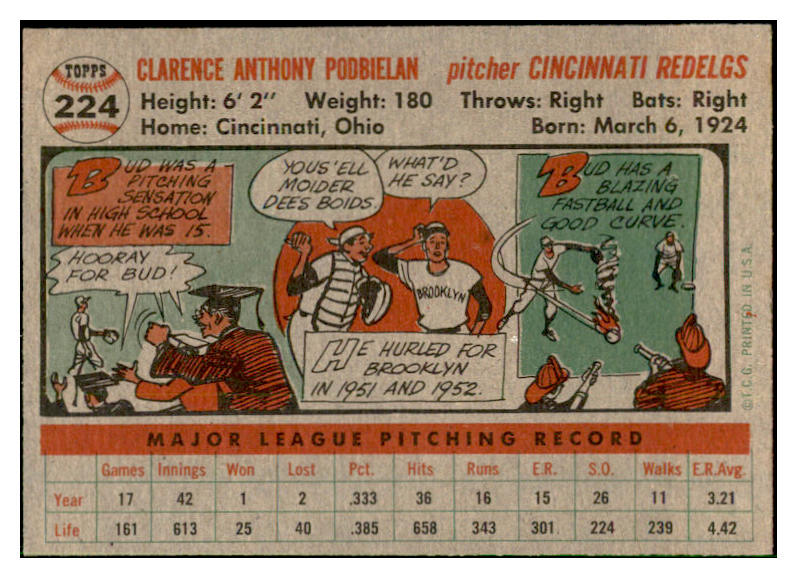 TOPPS
224
CLARENCE ANTHONY PODBIELAN pitcher CINCINNATI REDELGS
Height: 6' 2" Weight: 180 Throws: Right Bats: Right
Home: Cincinnati, Ohio Born: March 6, 1924
BUD WAS A
PITCHING
SENSATION
IN HIGH SCHOOL
WHEN HE WAS 15.
HOORAY
FOR BUD!
YOUS'ELL
MOIDER
DEES BOIDS.
WHAT'D
HE SAY?
BROOKLYN
HE HURLED FOR
BROOKLYN
IN 1951 AND 1952.
BUD HAS A
BLAZING
FASTBALL AND
GOOD CURVE.
© T.C.G. PRINTED IN U.S.A.
MAJOR LEAGUE PITCHING RECORD
Games Innings Won Lost Pct. Hits Runs E.R. S.O. Walks E.R.Avg.
Year 17 42 1 2 .333 36 16 15 26 11 3.21
Life 161 613 25 40 .385 658 343 301 224 239 4.42